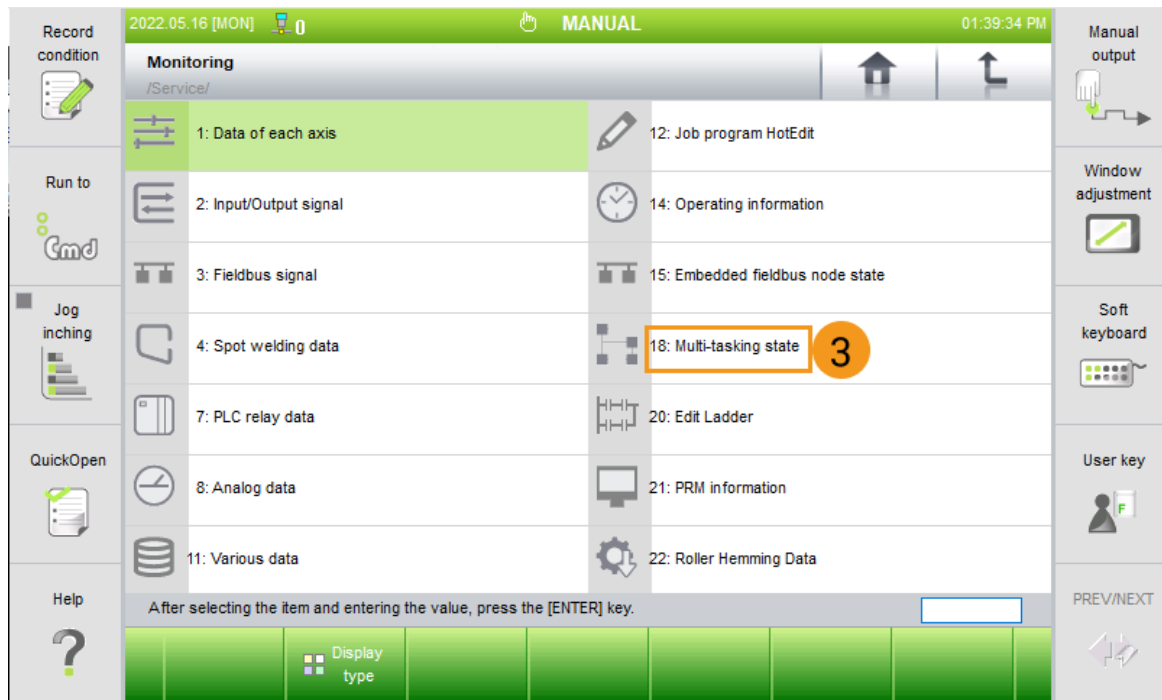 Record
condition
Run to
Cmd
Jog
inching
QuickOpen
Help
2022.05.16 [MON]
0
MANUAL
01:39:34 PM
Monitoring
/Service/
1: Data of each axis
2: Input/Output signal
3: Fieldbus signal
4: Spot welding data
7: PLC relay data
8: Analog data
11: Various data
12: Job program HotEdit
14: Operating information
15: Embedded fieldbus node state
18: Multi-tasking state
3
20: Edit Ladder
21: PRM information
22: Roller Hemming Data
After selecting the item and entering the value, press the [ENTER] key.
Display
type
Manual
output
Window
adjustment
Soft
keyboard
User key
F
PREV/NEXT